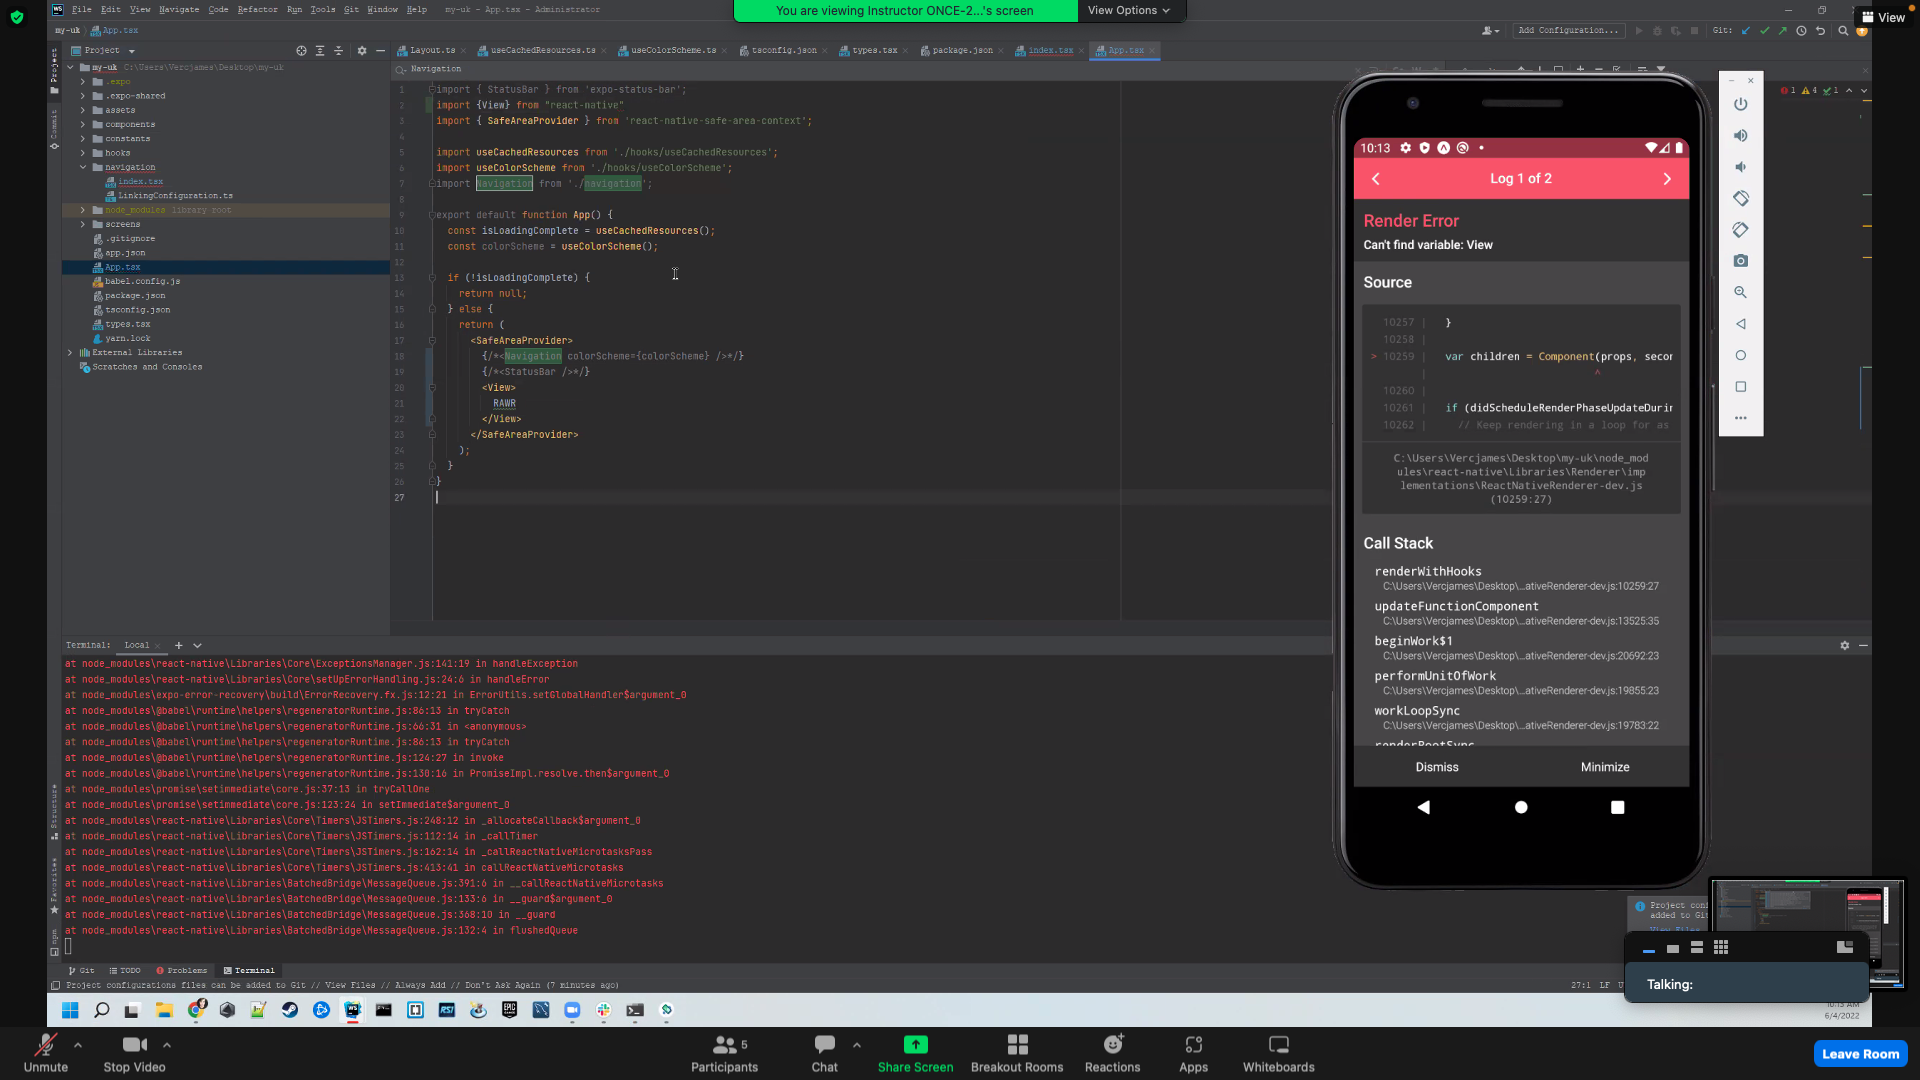 You are viewing Instructor ONCE-2...'s screen
View Options
View
File Edit View Navigate Code Refactor Run Tools Git Window Help
my-uk - App.tsx - Administrator
my-uk
App.tsx
Add Configuration...
Git:
Project
Layout.ts
useCachedResources.ts
useColorScheme.ts
tsconfig.json
types.tsx
package.json
index.tsx
App.tsx
my-uk C:\Users\Vercjames\Desktop\my-uk
.expo
.expo-shared
assets
components
constants
hooks
navigation
index.tsx
LinkingConfiguration.ts
node_modules library root
screens
.gitignore
app.json
App.tsx
babel.config.js
package.json
tsconfig.json
types.tsx
yarn.lock
External Libraries
Scratches and Consoles
Project
Commit
Structure
Favorites
npm
Navigation
1 4 1
1 import { StatusBar } from 'expo-status-bar';
2 import {View} from "react-native"
3 import { SafeAreaProvider } from 'react-native-safe-area-context';
4
5 import useCachedResources from './hooks/useCachedResources';
6 import useColorScheme from './hooks/useColorScheme';
7 import Navigation from './navigation';
8
9 export default function App() {
10 const isLoadingComplete = useCachedResources();
11 const colorScheme = useColorScheme();
12
13 if (!isLoadingComplete) {
14 return null;
15 } else {
16 return (
17 <SafeAreaProvider>
18 {/*<Navigation colorScheme={colorScheme} />*/}
19 {/*<StatusBar />*/}
20 <View>
21 RAWR
22 </View>
23 </SafeAreaProvider>
24 );
25 }
26 }
27
10:13
Log 1 of 2
Render Error
Can't find variable: View
Source
10257 | }
10258 |
> 10259 | var children = Component(props, secon
| ^
10260 |
10261 | if (didScheduleRenderPhaseUpdateDurin
10262 | // Keep rendering in a loop for as
C:\Users\Vercjames\Desktop\my-uk\node_mod
ules\react-native\Libraries\Renderer\imp
lementations\ReactNativeRenderer-dev.js
(10259:27)
Call Stack
renderWithHooks
C:\Users\Vercjames\Desktop\...ativeRenderer-dev.js:10259:27
updateFunctionComponent
C:\Users\Vercjames\Desktop\...ativeRenderer-dev.js:13525:35
beginWork$1
C:\Users\Vercjames\Desktop\...ativeRenderer-dev.js:20692:23
performUnitOfWork
C:\Users\Vercjames\Desktop\...ativeRenderer-dev.js:19855:23
workLoopSync
C:\Users\Vercjames\Desktop\...ativeRenderer-dev.js:19783:22
renderRootSync
Dismiss
Minimize
Terminal: Local
at node_modules\react-native\Libraries\Core\ExceptionsManager.js:141:19 in handleException
at node_modules\react-native\Libraries\Core\setUpErrorHandling.js:24:6 in handleError
at node_modules\expo-error-recovery\build\ErrorRecovery.fx.js:12:21 in ErrorUtils.setGlobalHandler$argument_0
at node_modules\@babel\runtime\helpers\regeneratorRuntime.js:86:13 in tryCatch
at node_modules\@babel\runtime\helpers\regeneratorRuntime.js:66:31 in <anonymous>
at node_modules\@babel\runtime\helpers\regeneratorRuntime.js:86:13 in tryCatch
at node_modules\@babel\runtime\helpers\regeneratorRuntime.js:124:27 in invoke
at node_modules\@babel\runtime\helpers\regeneratorRuntime.js:130:16 in PromiseImpl.resolve.then$argument_0
at node_modules\promise\setimmediate\core.js:37:13 in tryCallOne
at node_modules\promise\setimmediate\core.js:123:24 in setImmediate$argument_0
at node_modules\react-native\Libraries\Core\Timers\JSTimers.js:248:12 in _allocateCallback$argument_0
at node_modules\react-native\Libraries\Core\Timers\JSTimers.js:112:14 in _callTimer
at node_modules\react-native\Libraries\Core\Timers\JSTimers.js:162:14 in _callReactNativeMicrotasksPass
at node_modules\react-native\Libraries\Core\Timers\JSTimers.js:413:41 in callReactNativeMicrotasks
at node_modules\react-native\Libraries\BatchedBridge\MessageQueue.js:391:6 in __callReactNativeMicrotasks
at node_modules\react-native\Libraries\BatchedBridge\MessageQueue.js:133:6 in __guard$argument_0
at node_modules\react-native\Libraries\BatchedBridge\MessageQueue.js:368:10 in __guard
at node_modules\react-native\Libraries\BatchedBridge\MessageQueue.js:132:4 in flushedQueue
Project conf
added to Git
View Files
Talking:
Git
TODO
Problems
Terminal
Project configurations files can be added to Git // View Files // Always Add // Don't Ask Again (7 minutes ago)
27:1 LF
10:13 AM
6/4/2022
Unmute
Stop Video
Participants 5
Chat
Share Screen
Breakout Rooms
Reactions
Apps
Whiteboards
Leave Room